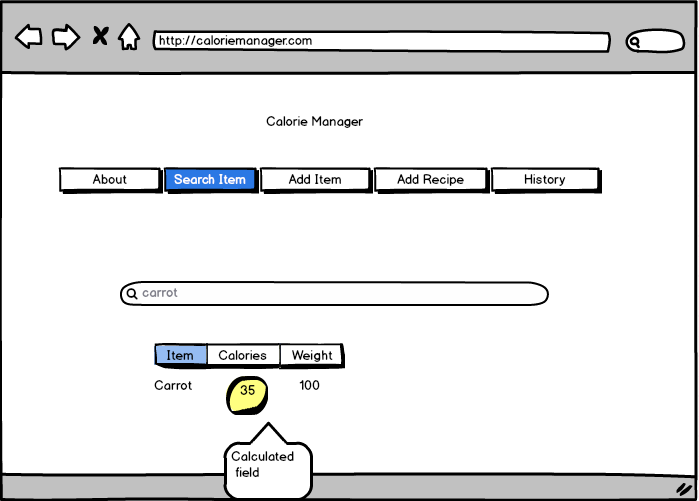 http://caloriemanager.com
Calorie Manager
About Search Item Add Item Add Recipe History
carrot
Item Calories Weight
Carrot 35 100
Calculated
field